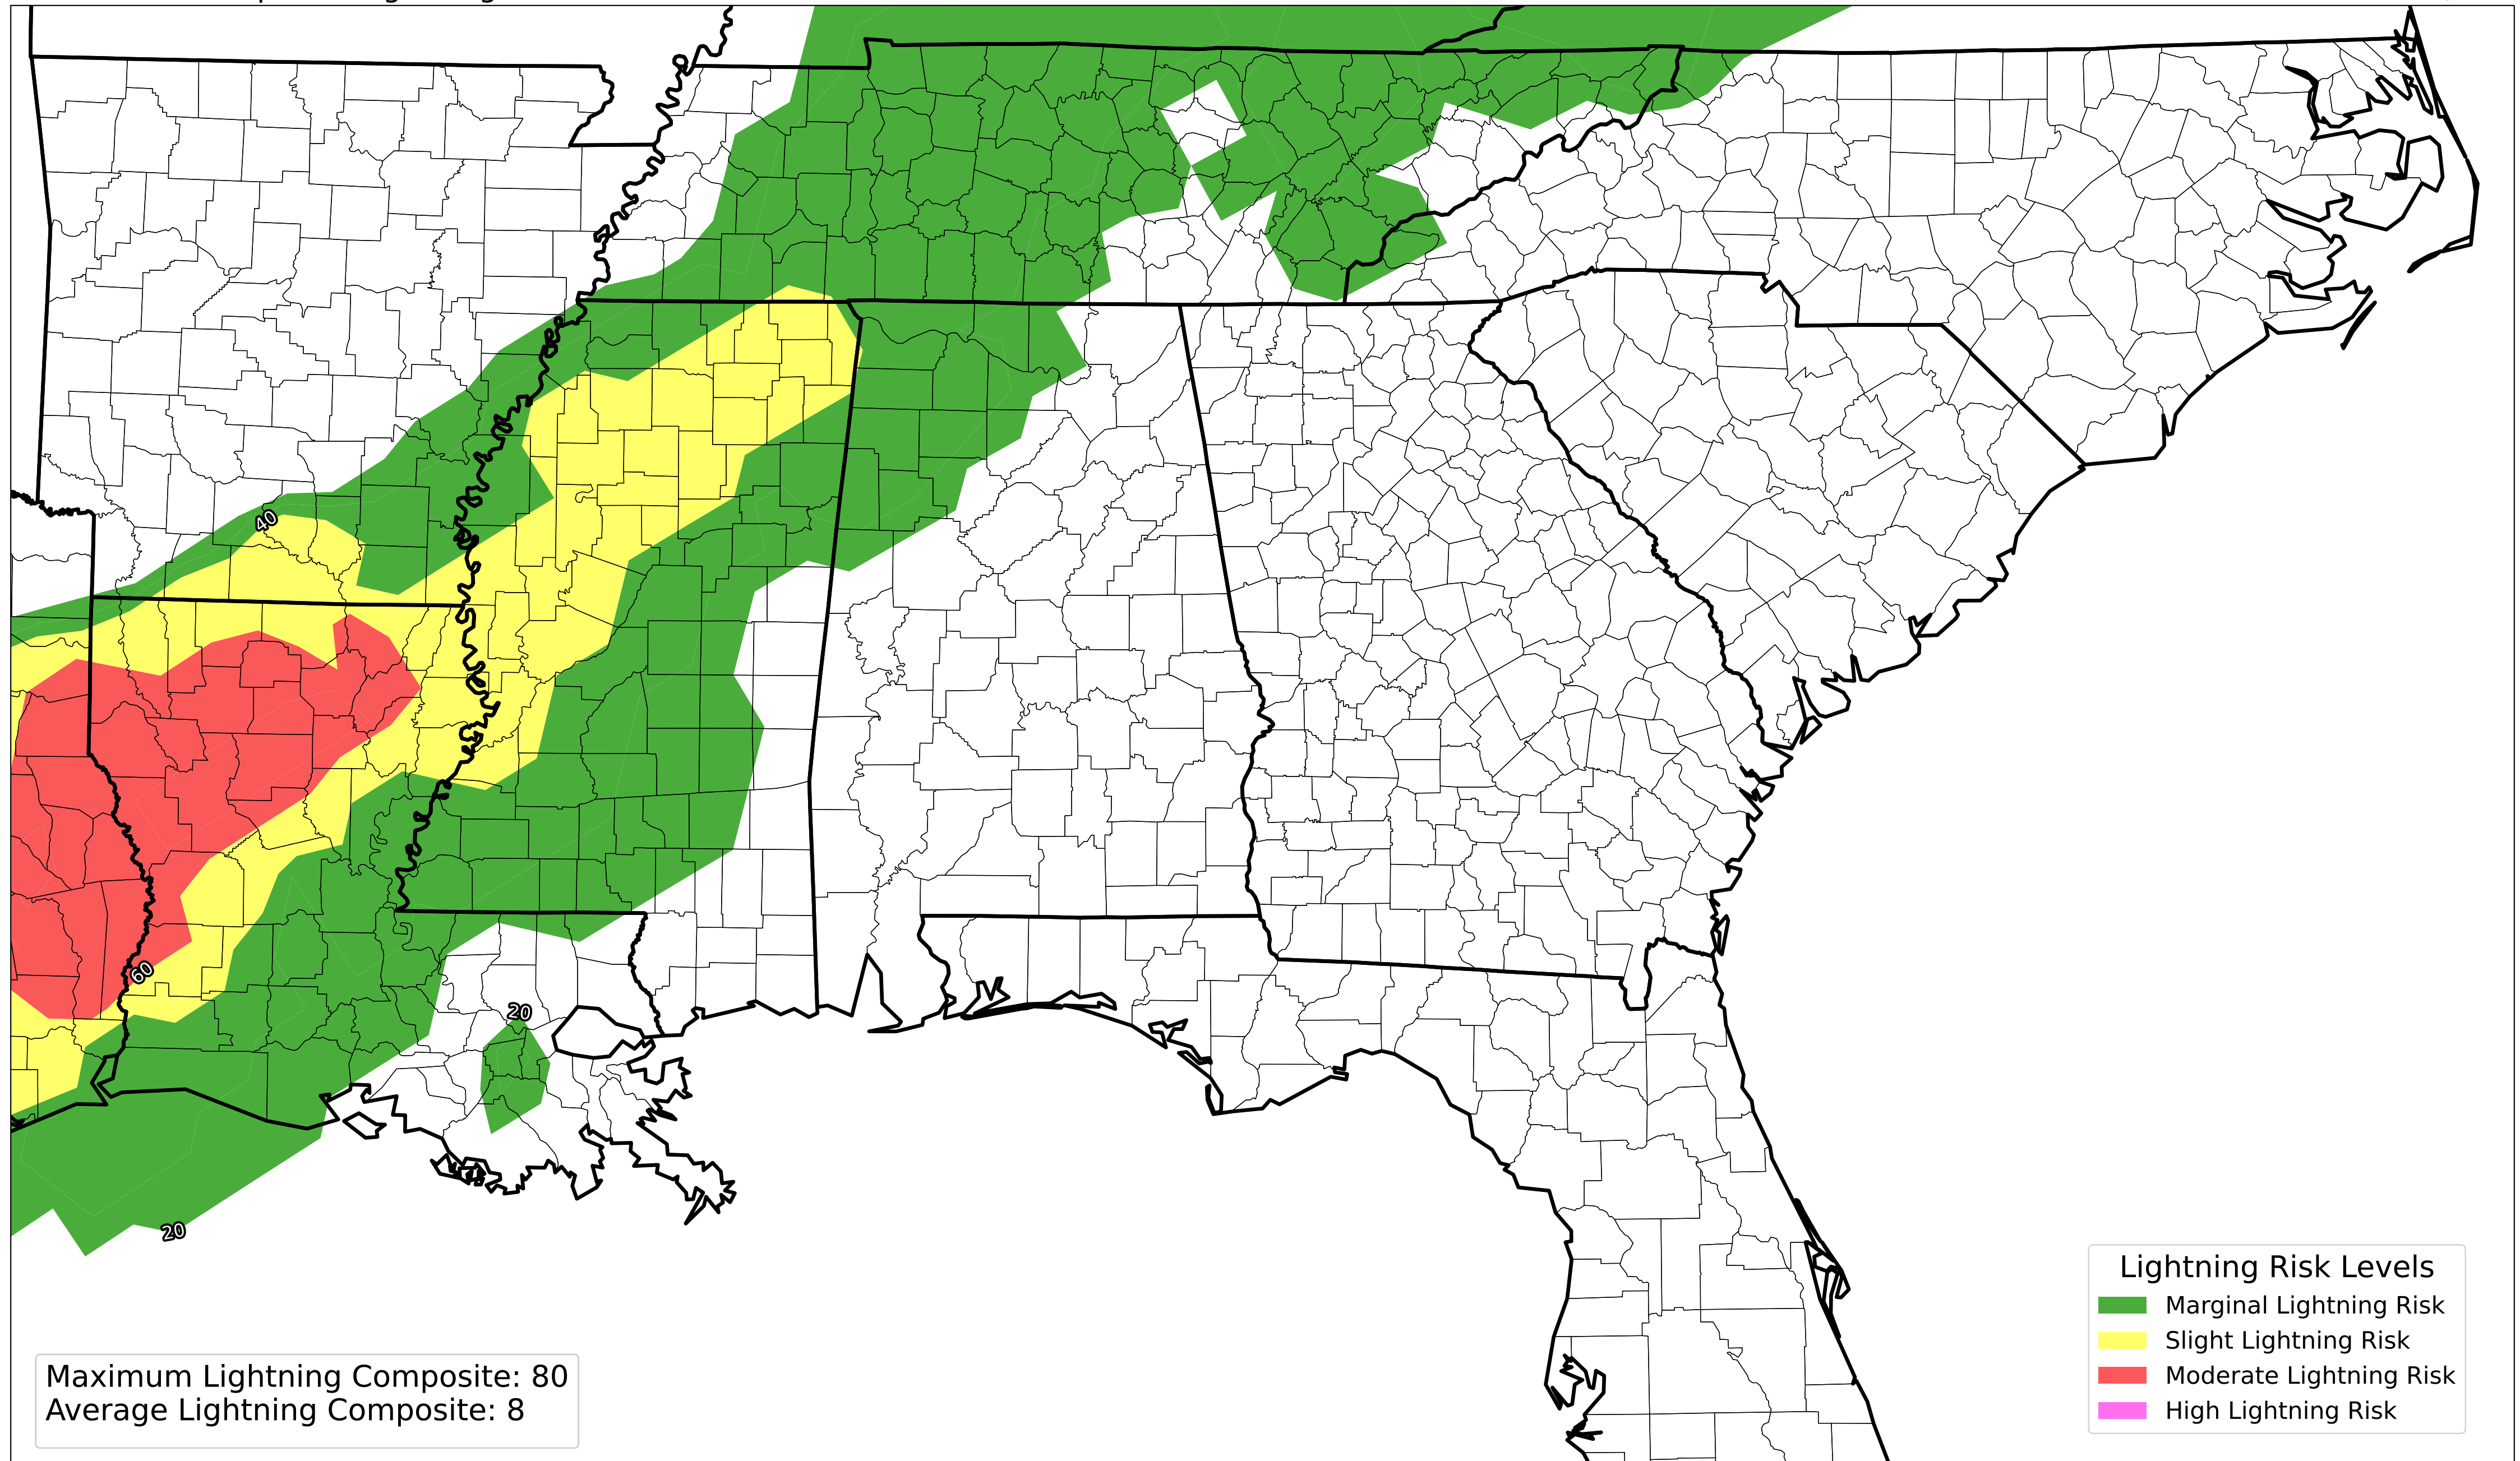 40
60
20
20
Lightning Risk Levels
Marginal Lightning Risk
Slight Lightning Risk
Moderate Lightning Risk
High Lightning Risk
Maximum Lightning Composite: 80
Average Lightning Composite: 8